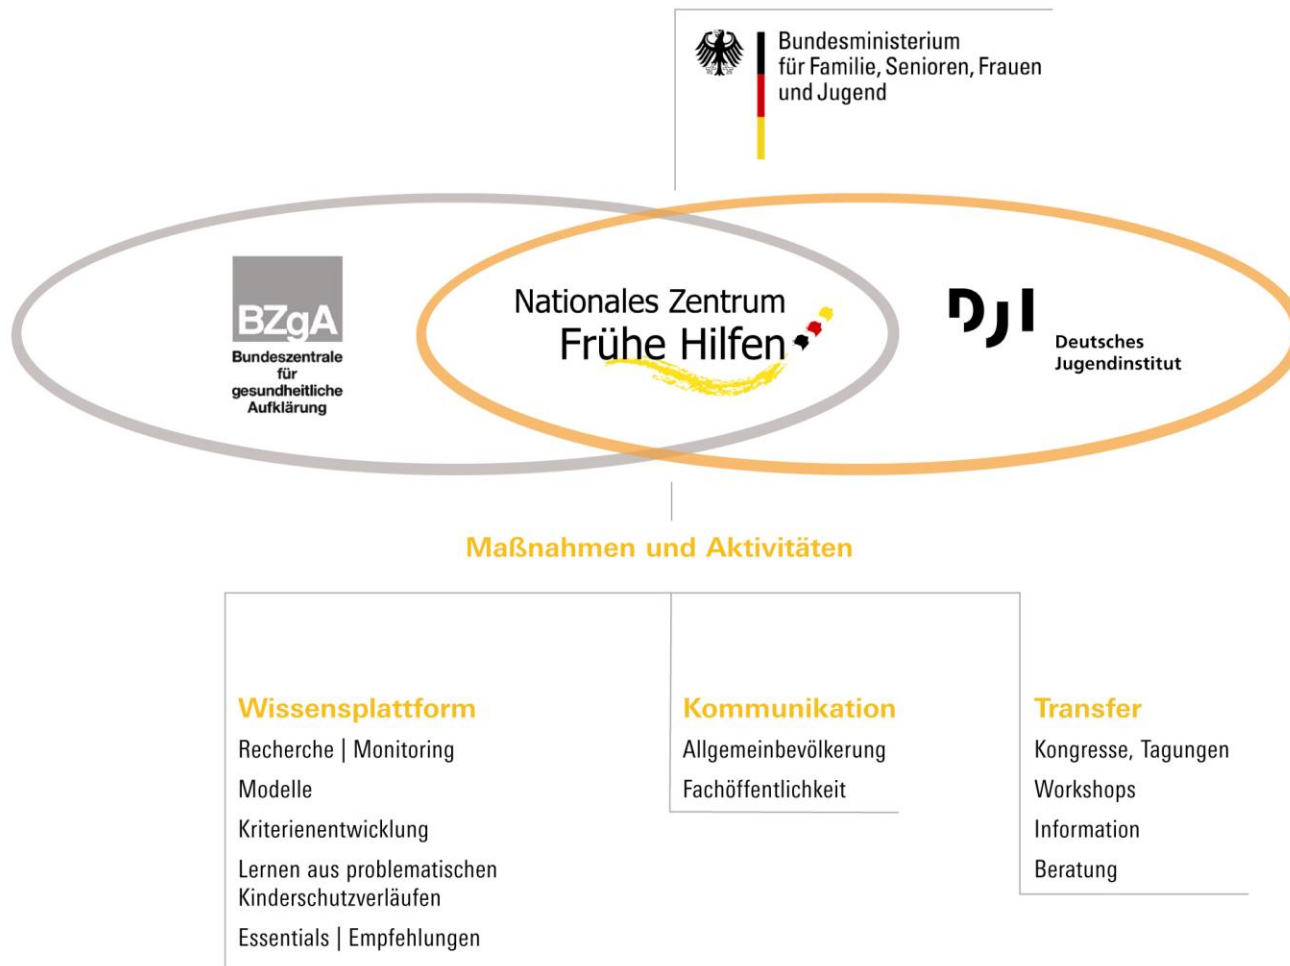 Bundesministerium
für Familie, Senioren, Frauen
und Jugend
BZgA
Bundeszentrale
für
gesundheitliche
Aufklärung
Nationales Zentrum
Frühe Hilfen
DJI
Deutsches
Jugendinstitut
Maßnahmen und Aktivitäten
Wissensplattform
Recherche | Monitoring
Modelle
Kriterienentwicklung
Lernen aus problematischen
Kinderschutzverläufen
Essentials | Empfehlungen
Kommunikation
Allgemeinbevölkerung
Fachöffentlichkeit
Transfer
Kongresse, Tagungen
Workshops
Information
Beratung